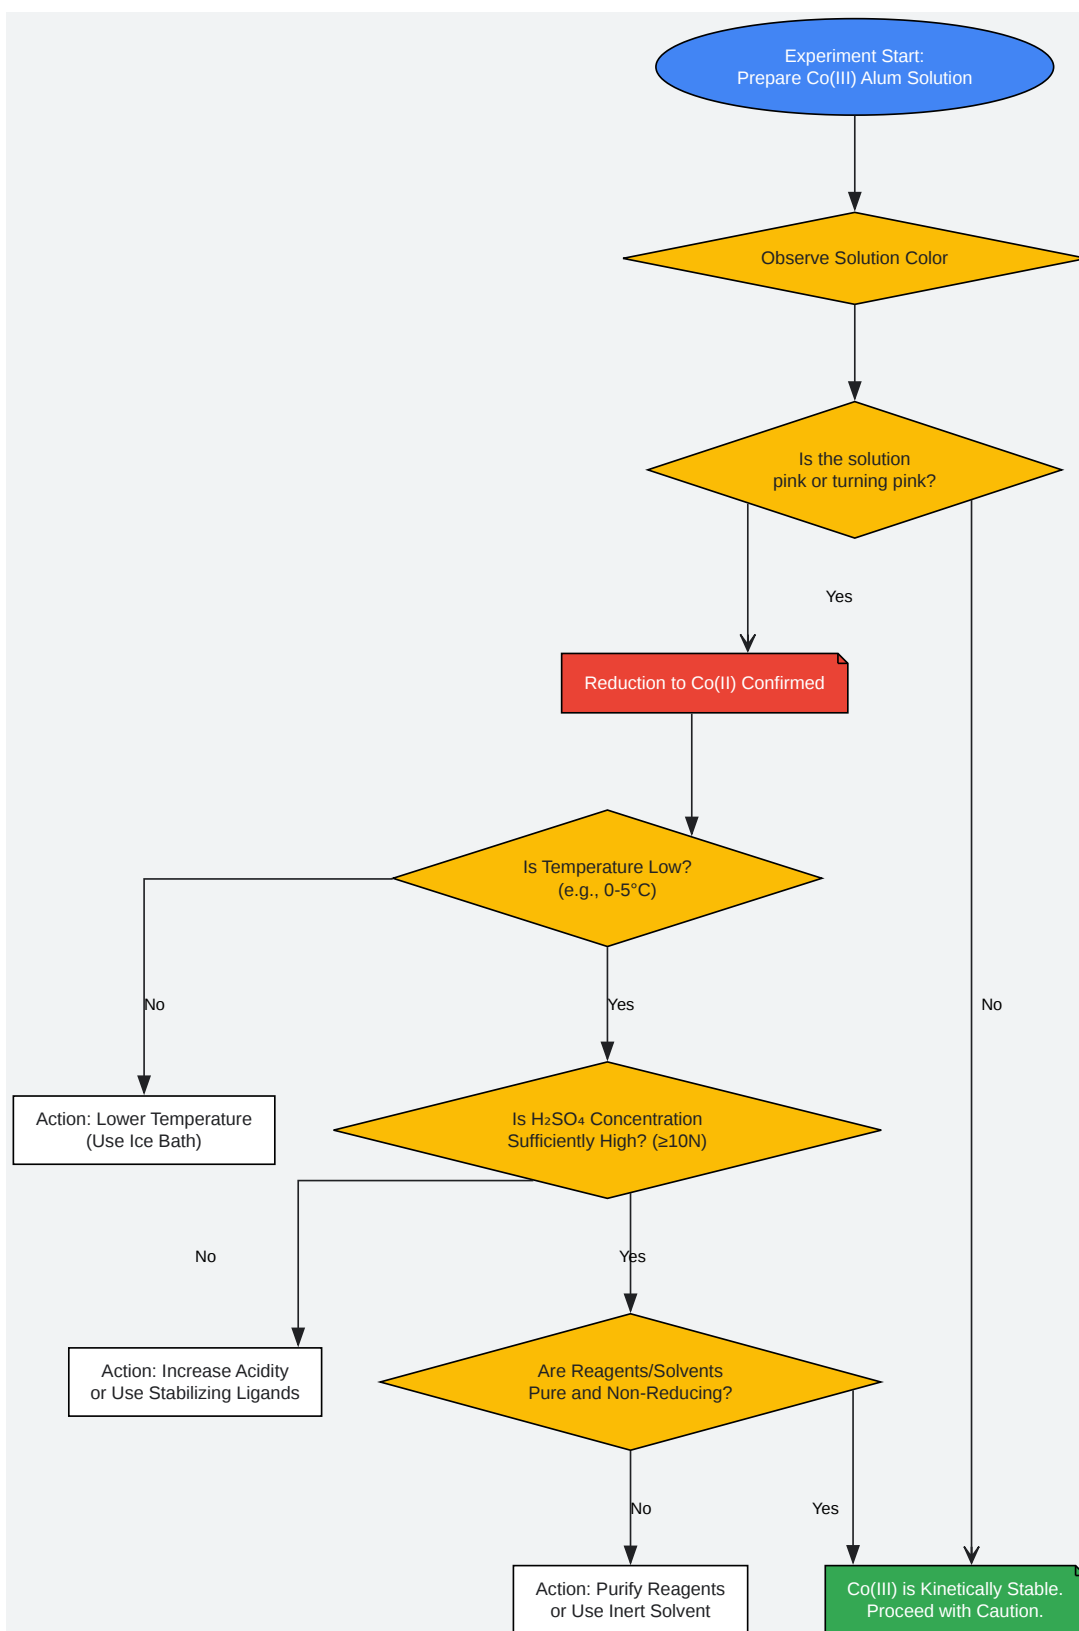 Experiment Start:
Prepare Co(III) Alum Solution
Observe Solution Color
Is the solution
pink or turning pink?
Yes
Reduction to Co(II) Confirmed
Is Temperature Low?
(e.g., 0-5°C)
No
Yes
No
Action: Lower Temperature
(Use Ice Bath)
Is H₂SO₄ Concentration
Sufficiently High? (≥10N)
No
Yes
Action: Increase Acidity
or Use Stabilizing Ligands
Are Reagents/Solvents
Pure and Non-Reducing?
No
Yes
Action: Purify Reagents
or Use Inert Solvent
Co(III) is Kinetically Stable.
Proceed with Caution.